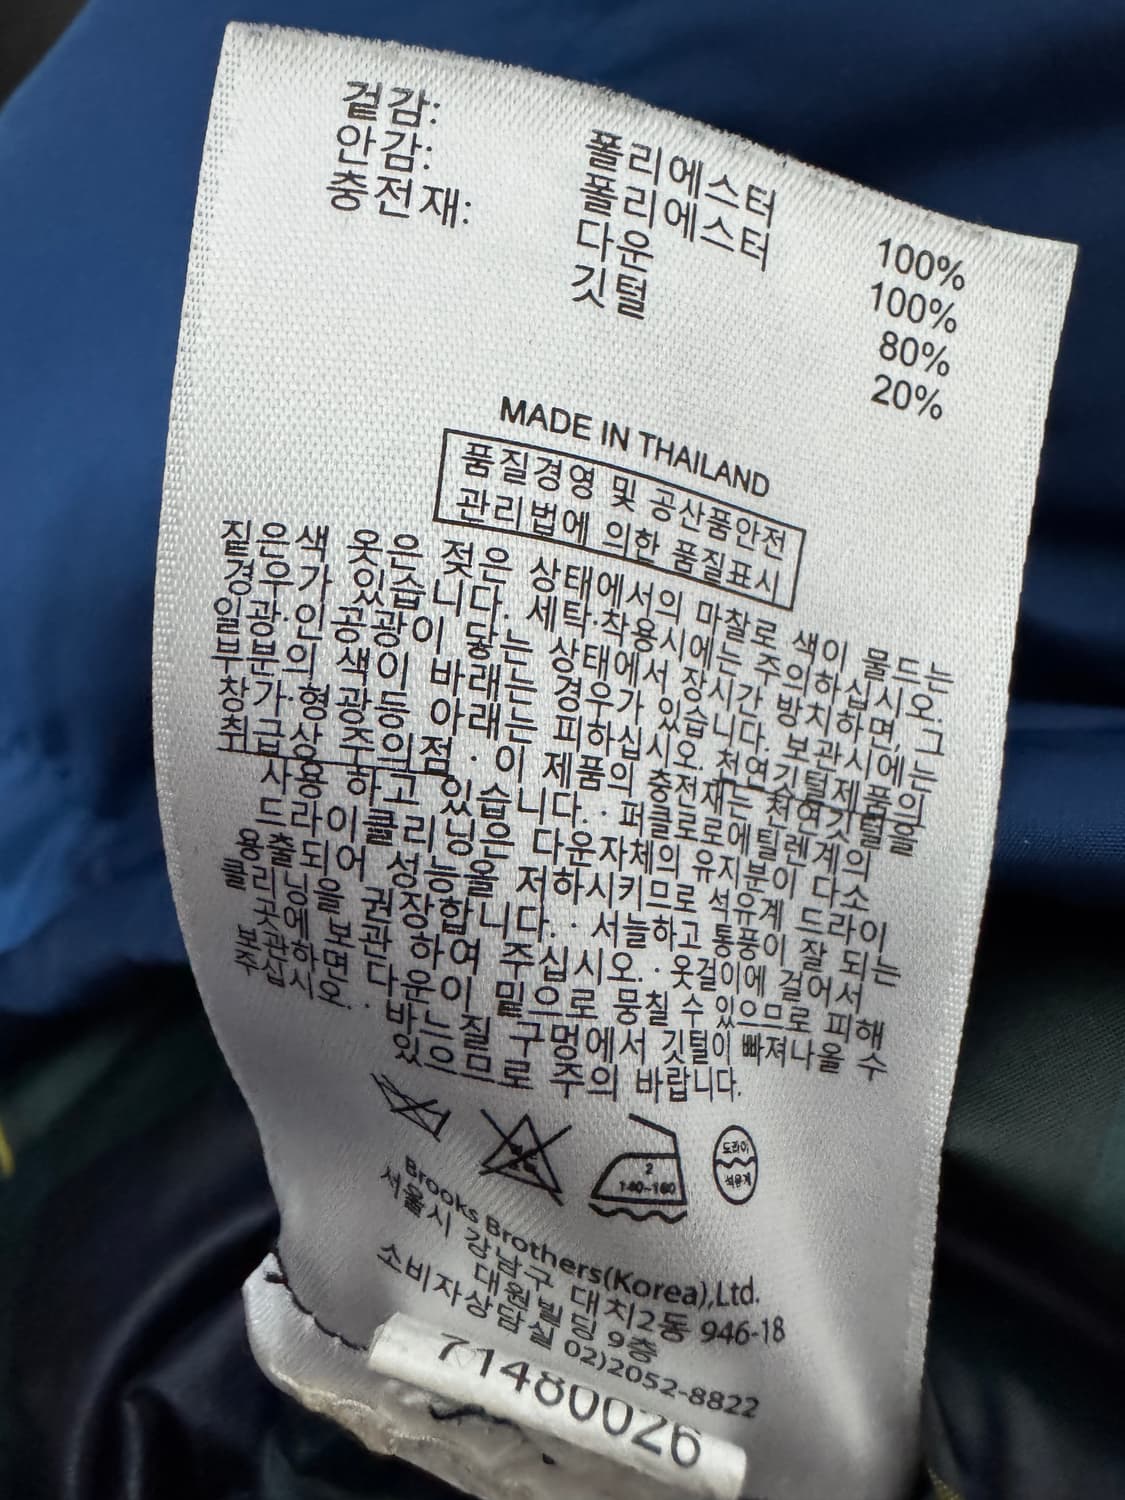 겉감: 폴리에스터 100%
안감: 폴리에스터 100%
충전재: 다운 80%
깃털 20%
MADE IN THAILAND
품질경영 및 공산품안전
관리법에 의한 품질표시
짙은색 옷은 젖은 상태에서의 마찰로 색이 물드는
경우가 있습니다. 세탁·착용시에는 주의하십시오.
일광·인공광이 닿는 상태에서 장시간 방치하면, 그
부분의 색이 바래는 경우가 있습니다. 보관시에는
창가·형광등 아래는 피하십시오. 천연깃털제품의
취급상 주의점 · 이 제품의 충전재는 천연깃털을
사용 하고 있습니다. · 퍼클로로에틸렌계의
드라이클리닝은 다운자체의 유지분이 다소
용출되어 성능을 저하시키므로 석유계 드라이
클리닝을 권장합니다. · 서늘하고 통풍이 잘 되는
곳에 보관 하여 주십시오. · 옷걸이에 걸어서
보관하면 다운이 밑으로 뭉칠 수 있으므로 피해
주십시오. · 바느질 구멍에서 깃털이 빠져나올 수
있으므로 주의 바랍니다.
2
140~160
도라이
석유계
Brooks Brothers(Korea),Ltd.
서울시 강남구 대치2동 946-18
대원빌딩 9층
소비자상담실 02)2052-8822
71480026